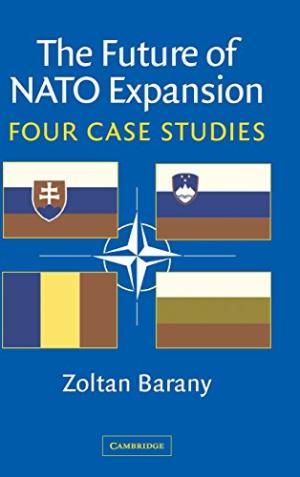 The Future of
NATO Expansion
FOUR CASE STUDIES
Zoltan Barany
CAMBRIDGE